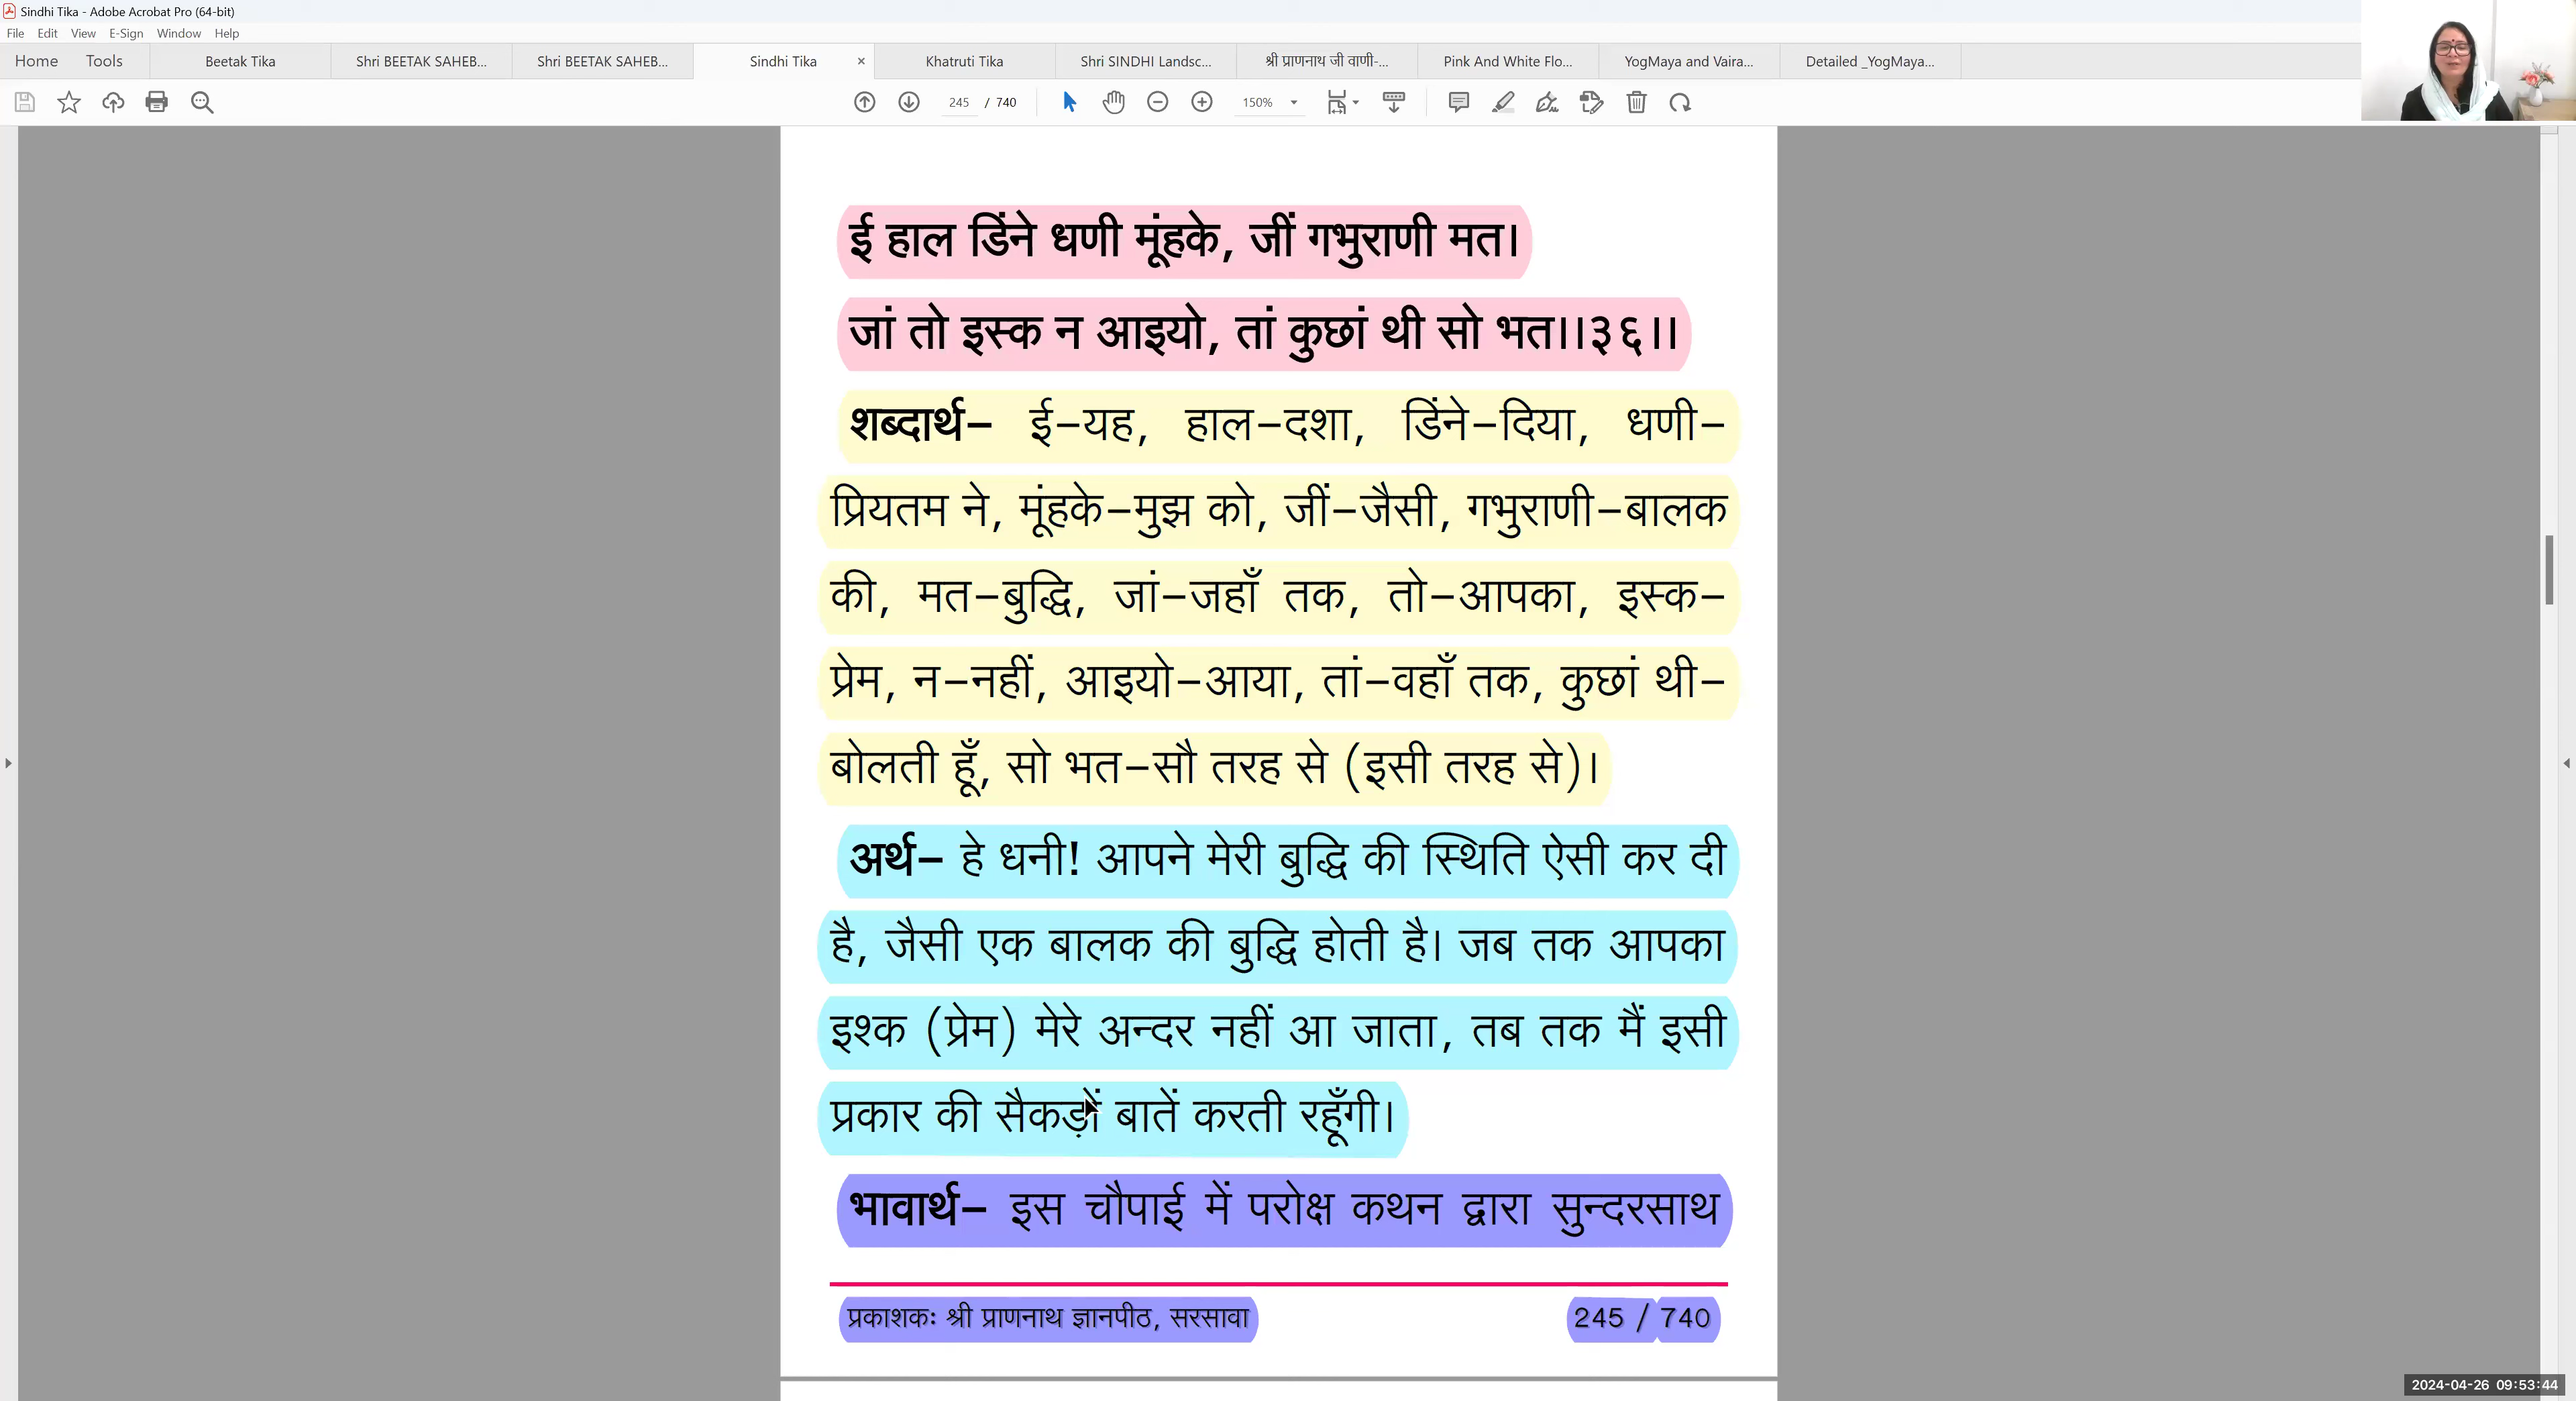 Sindhi Tika - Adobe Acrobat Pro (64-bit)
File Edit View E-Sign Window Help
Home Tools Beetak Tika Shri BEETAK SAHEB... Shri BEETAK SAHEB... Sindhi Tika × Khatruti Tika Shri SINDHI Landsc... श्री प्राणनाथ जी वाणी-... Pink And White Flo... YogMaya and Vaira... Detailed _YogMaya...
245 / 740 150%
ई हाल डिंने धणी मूंहके, जीं गभुराणी मत।
जां तो इस्क न आइयो, तां कुछां थी सो भत।।३६।।
शब्दार्थ– ई–यह, हाल–दशा, डिंने–दिया, धणी–
प्रियतम ने, मूंहके–मुझ को, जीं–जैसी, गभुराणी–बालक
की, मत–बुद्धि, जां–जहाँ तक, तो–आपका, इस्क–
प्रेम, न–नहीं, आइयो–आया, तां–वहाँ तक, कुछां थी–
बोलती हूँ, सो भत–सौ तरह से (इसी तरह से)।
अर्थ– हे धनी! आपने मेरी बुद्धि की स्थिति ऐसी कर दी
है, जैसी एक बालक की बुद्धि होती है। जब तक आपका
इश्क (प्रेम) मेरे अन्दर नहीं आ जाता, तब तक मैं इसी
प्रकार की सैकड़ों बातें करती रहूँगी।
भावार्थ– इस चौपाई में परोक्ष कथन द्वारा सुन्दरसाथ
प्रकाशकः श्री प्राणनाथ ज्ञानपीठ, सरसावा 245 / 740
2024-04-26 09:53:44